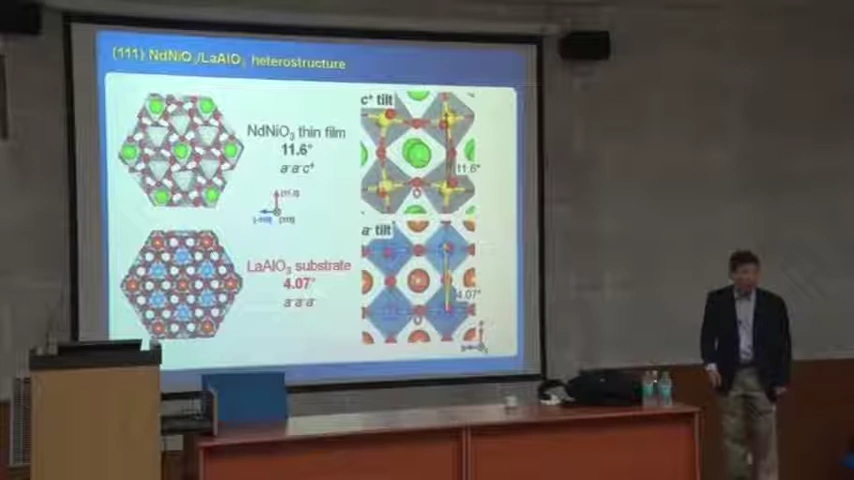 (111) NdNiO3/LaAlO3 heterostructure
c+ tilt
NdNiO3 thin film
11.6°
a-a-c+
11.6°
a- tilt
LaAlO3 substrate
4.07°
a-a-a-
4.07°